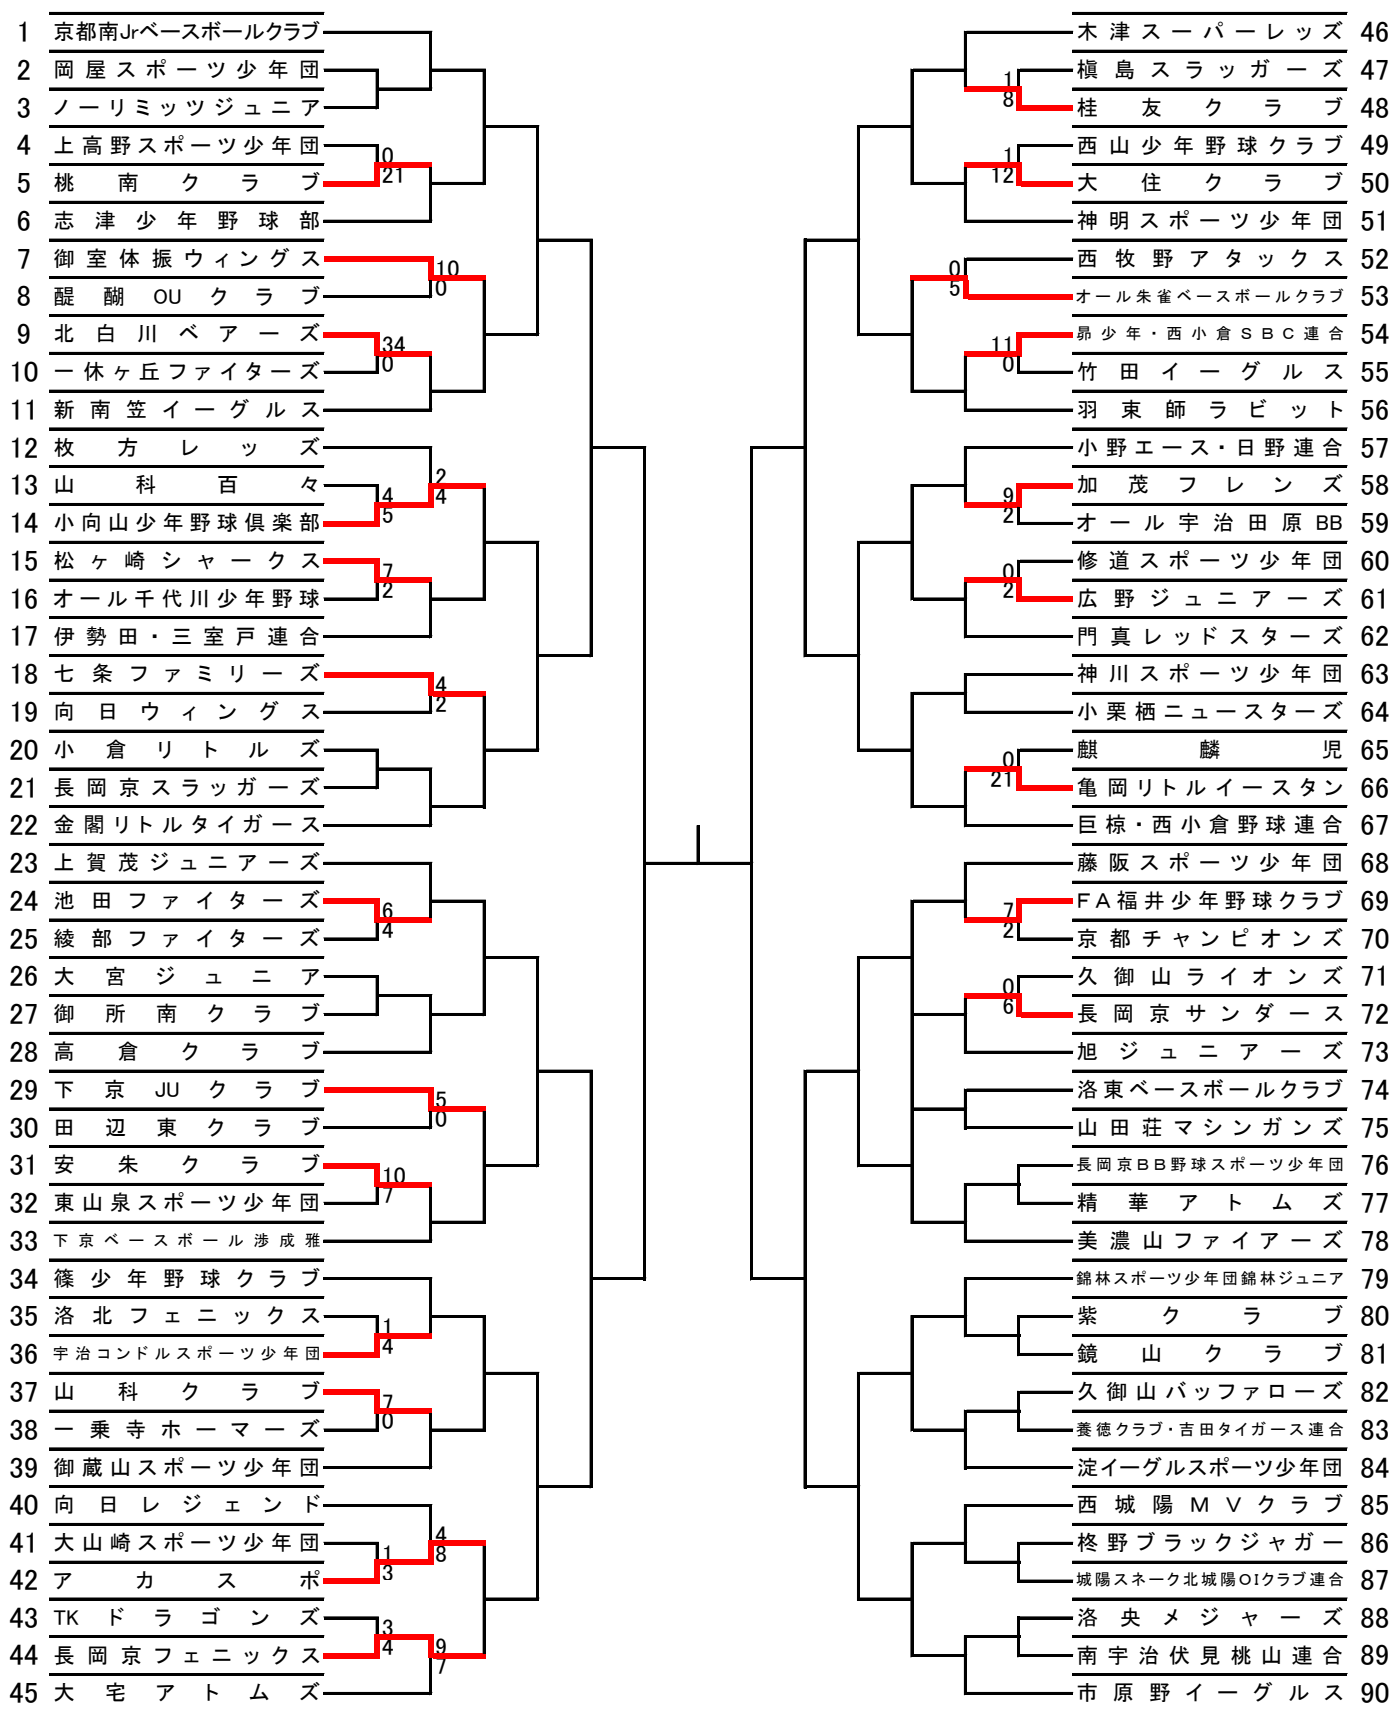 1 京都南Jrベースボールクラブ
2 岡屋スポーツ少年団
3 ノーリミッツジュニア
4 上高野スポーツ少年団
0
21
5 桃南クラブ
6 志津少年野球部
7 御室体振ウィングス
10
0
8 醍醐OUクラブ
9 北白川ベアーズ
34
0
10 一休ヶ丘ファイターズ
11 新南笠イーグルス
12 枚方レッズ
2
4
13 山科百々
4
5
14 小向山少年野球倶楽部
15 松ヶ崎シャークス
7
2
16 オール千代川少年野球
17 伊勢田・三室戸連合
18 七条ファミリーズ
4
2
19 向日ウィングス
20 小倉リトルズ
21 長岡京スラッガーズ
22 金閣リトルタイガース
23 上賀茂ジュニアーズ
24 池田ファイターズ
6
4
25 綾部ファイターズ
26 大宮ジュニア
27 御所南クラブ
28 高倉クラブ
29 下京JUクラブ
5
0
30 田辺東クラブ
31 安朱クラブ
10
7
32 東山泉スポーツ少年団
33 下京ベースボール渉成雅
34 篠少年野球クラブ
35 洛北フェニックス
1
4
36 宇治コンドルスポーツ少年団
37 山科クラブ
7
0
38 一乗寺ホーマーズ
39 御蔵山スポーツ少年団
40 向日レジェンド
4
8
41 大山崎スポーツ少年団
1
3
42 アカスポ
43 TKドラゴンズ
3
4
44 長岡京フェニックス
9
7
45 大宅アトムズ
木津スーパーレッズ 46
槇島スラッガーズ 47
1
8
桂友クラブ 48
西山少年野球クラブ 49
1
12
大住クラブ 50
神明スポーツ少年団 51
西牧野アタックス 52
0
5
オール朱雀ベースボールクラブ 53
昴少年・西小倉SBC連合 54
11
0
竹田イーグルス 55
羽束師ラビット 56
小野エース・日野連合 57
加茂フレンズ 58
9
2
オール宇治田原BB 59
修道スポーツ少年団 60
0
2
広野ジュニアーズ 61
門真レッドスターズ 62
神川スポーツ少年団 63
小栗栖ニュースターズ 64
麒麟児 65
0
21
亀岡リトルイースタン 66
巨椋・西小倉野球連合 67
藤阪スポーツ少年団 68
FA福井少年野球クラブ 69
7
2
京都チャンピオンズ 70
久御山ライオンズ 71
0
6
長岡京サンダース 72
旭ジュニアーズ 73
洛東ベースボールクラブ 74
山田荘マシンガンズ 75
長岡京BB野球スポーツ少年団 76
精華アトムズ 77
美濃山ファイアーズ 78
錦林スポーツ少年団錦林ジュニア 79
紫クラブ 80
鏡山クラブ 81
久御山バッファローズ 82
養徳クラブ・吉田タイガース連合 83
淀イーグルスポーツ少年団 84
西城陽MVクラブ 85
柊野ブラックジャガー 86
城陽スネーク北城陽OIクラブ連合 87
洛央メジャーズ 88
南宇治伏見桃山連合 89
市原野イーグルス 90